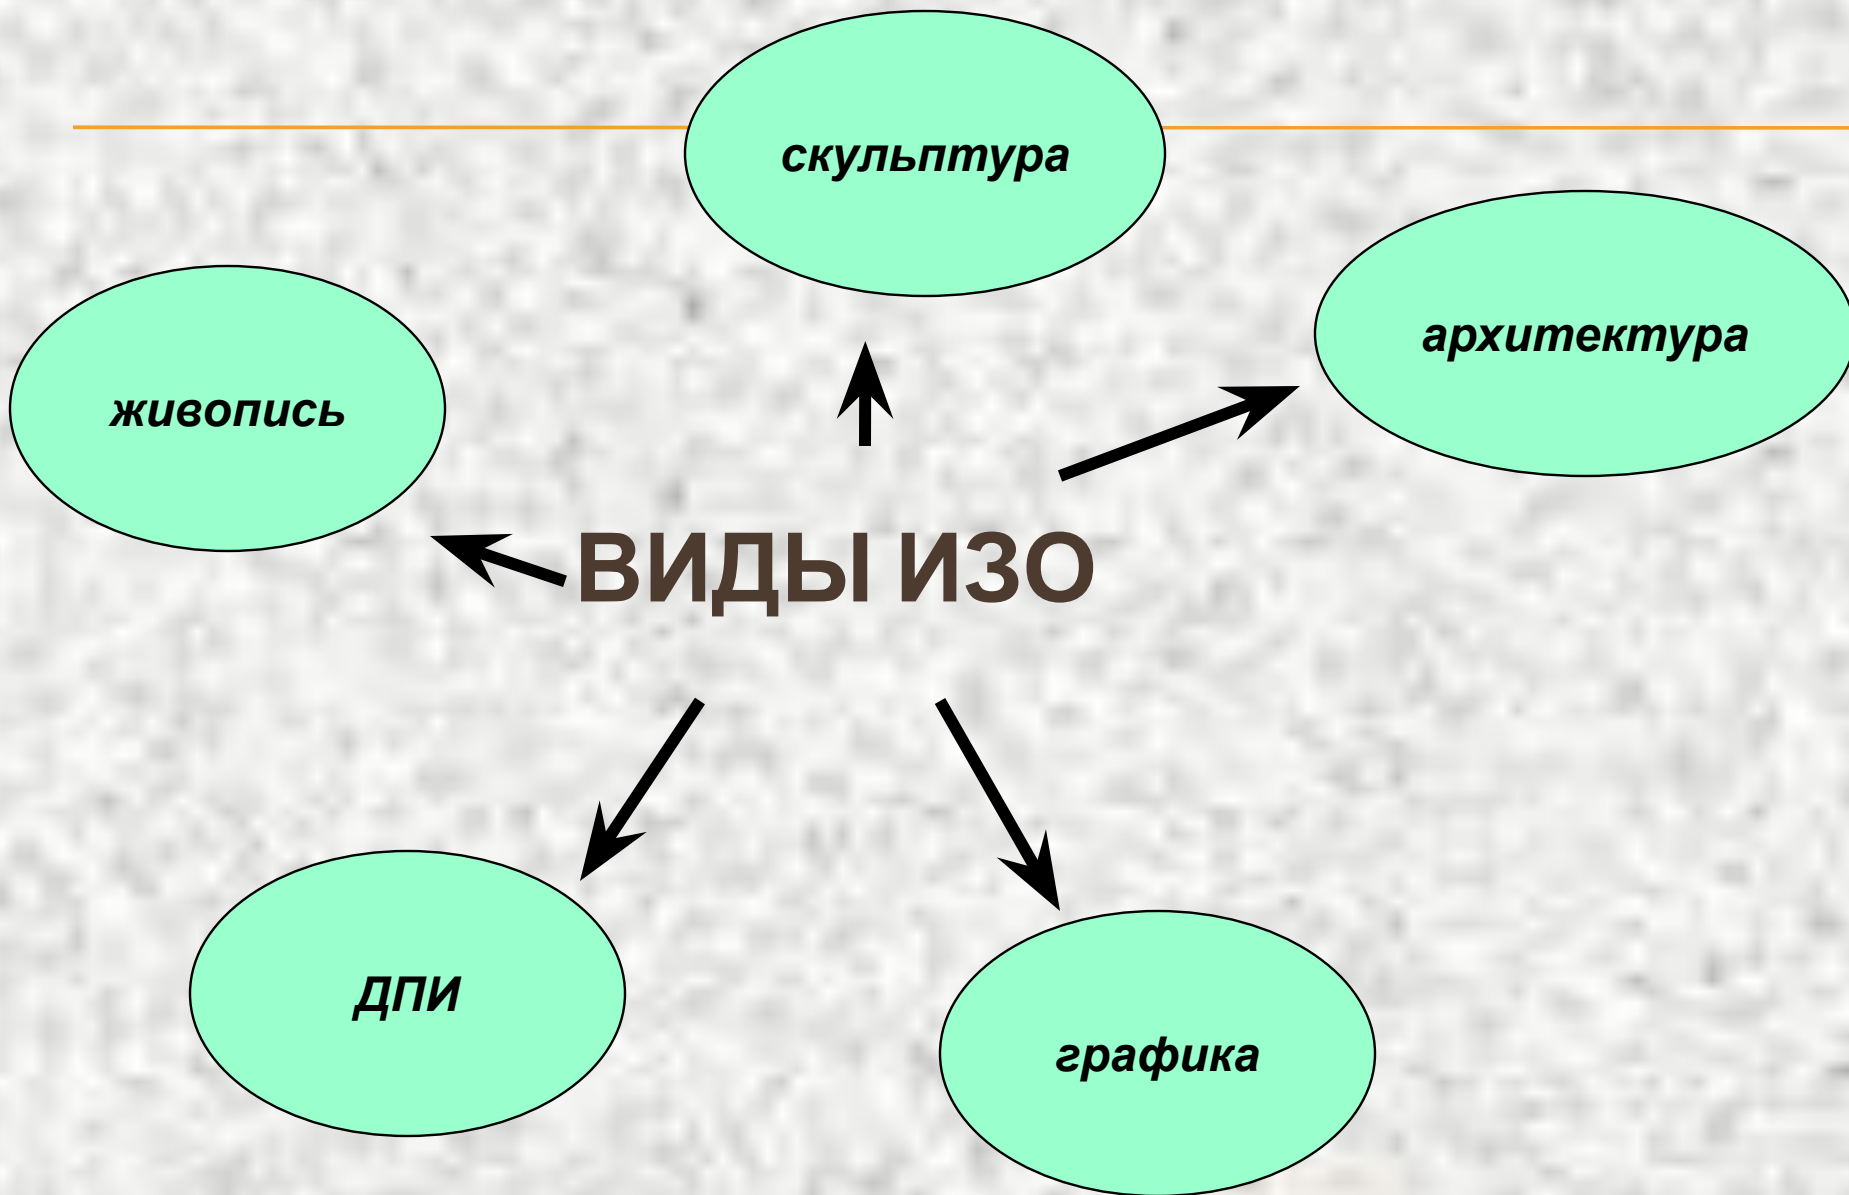 скульптура
архитектура
живопись
ВИДЫ ИЗО
ДПИ
графика